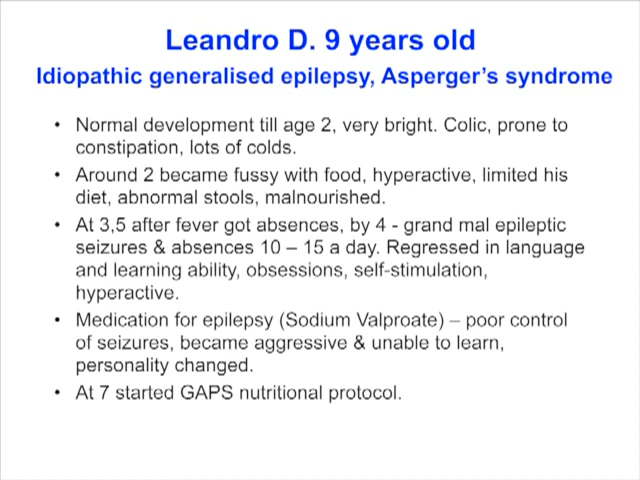 Leandro D. 9 years old
Idiopathic generalised epilepsy, Asperger's syndrome
• Normal development till age 2, very bright. Colic, prone to
constipation, lots of colds.
• Around 2 became fussy with food, hyperactive, limited his
diet, abnormal stools, malnourished.
• At 3,5 after fever got absences, by 4 - grand mal epileptic
seizures & absences 10 – 15 a day. Regressed in language
and learning ability, obsessions, self-stimulation,
hyperactive.
• Medication for epilepsy (Sodium Valproate) – poor control
of seizures, became aggressive & unable to learn,
personality changed.
• At 7 started GAPS nutritional protocol.